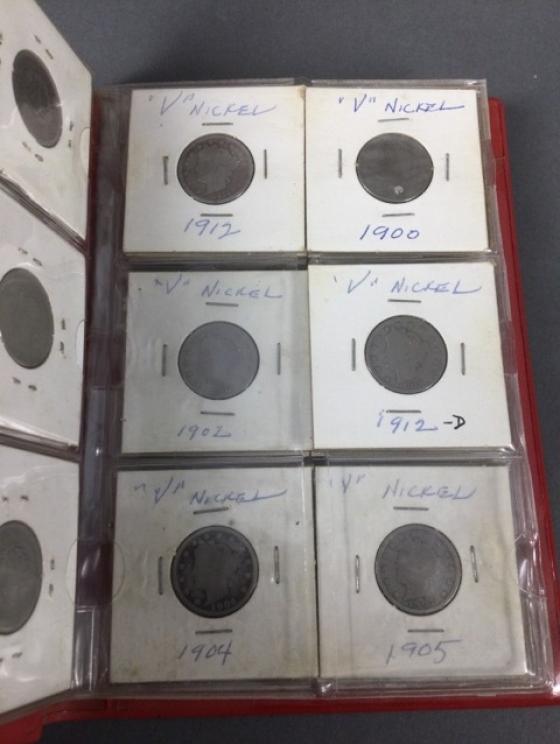 "V" NICKEL
1912
"V" NICKEL
1900
"V" NICKEL
1902
"V" NICKEL
1912-D
"V" NICKEL
1904
"V" NICKEL
1905